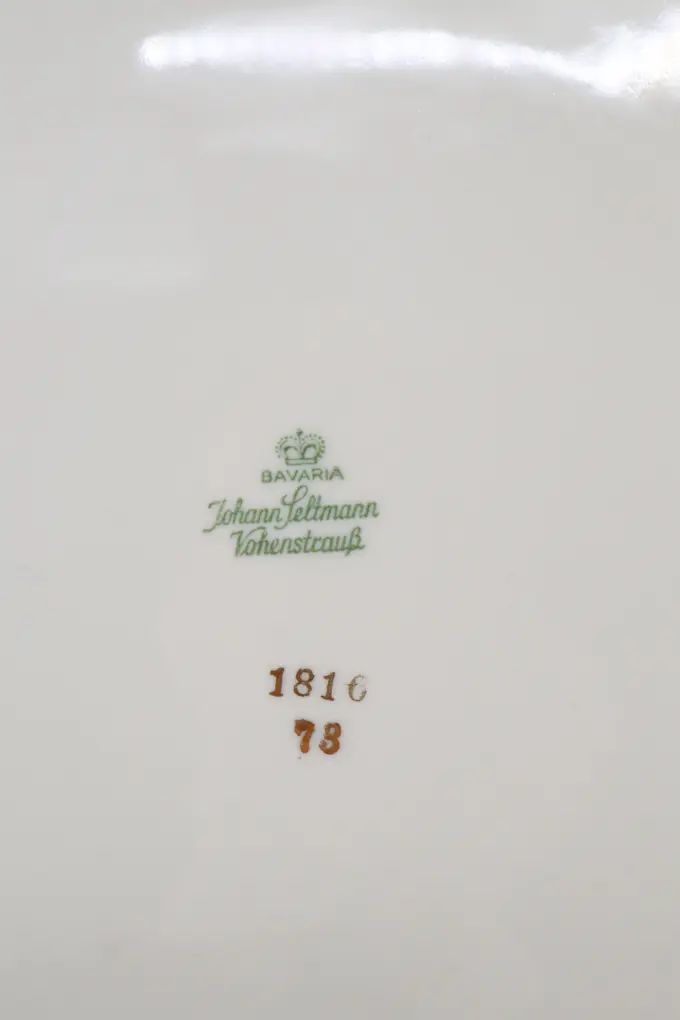 BAVARIA
Johann Seltmann
Vohenstrauß
1816
73